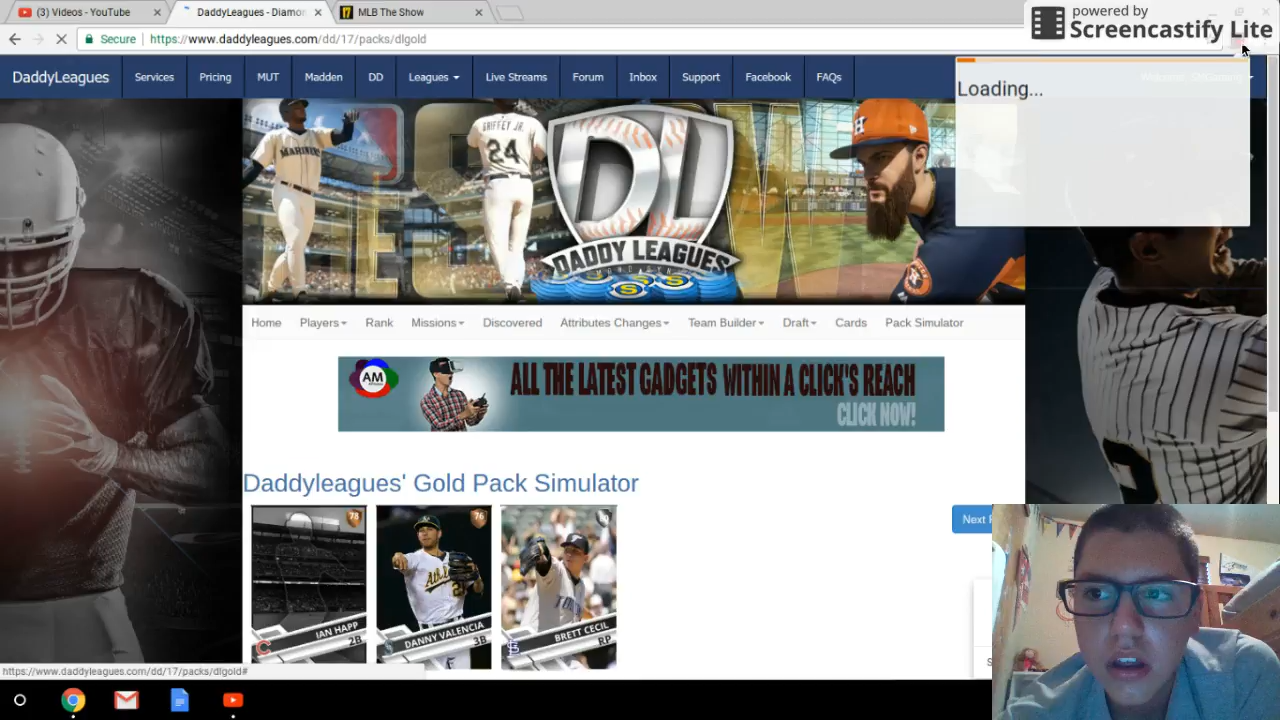 (3) Videos - YouTube
DaddyLeagues - Diamon
MLB The Show
powered by
Screencastify Lite
Secure
https://www.daddyleagues.com/dd/17/packs/dlgold
DaddyLeagues
Services
Pricing
MUT
Madden
DD
Leagues
Live Streams
Forum
Inbox
Support
Facebook
FAQs
Loading...
GRIFFEY JR.
24
MARINERS
H
DL
DADDY LEAGUES
S S S
Home
Players
Rank
Missions
Discovered
Attributes Changes
Team Builder
Draft
Cards
Pack Simulator
AM
ALL THE LATEST GADGETS WITHIN A CLICK'S REACH
CLICK NOW!
Daddyleagues' Gold Pack Simulator
78
IAN HAPP
2B
76
DANNY VALENCIA
3B
BRETT CECIL
RP
Next
https://www.daddyleagues.com/dd/17/packs/dlgold#